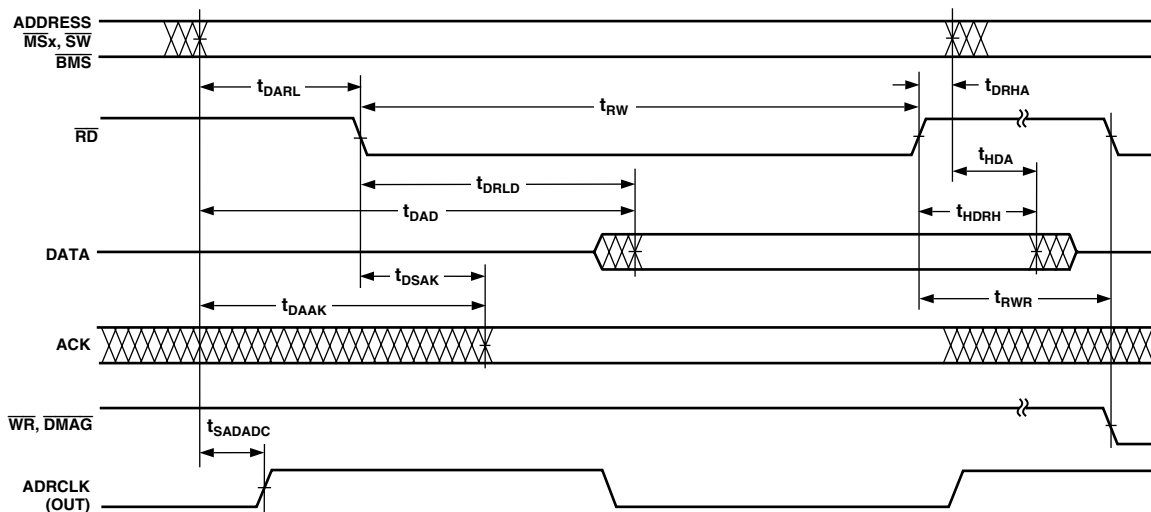 ADDRESS
MSx, SW
BMS
tDARL
tRW
tDRHA
RD
tHDA
tDRLD
tHDRH
tDAD
DATA
tDSAK
tRWR
tDAAK
ACK
WR, DMAG
tSADADC
ADRCLK
(OUT)